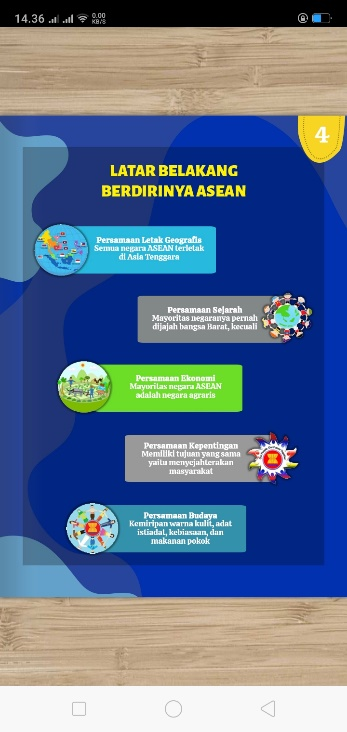 14.36
0.00
KB/S
4
LATAR BELAKANG
BERDIRINYA ASEAN
Persamaan Letak Geografis
Semua negara ASEAN terletak
di Asia Tenggara
Persamaan Sejarah
Mayoritas negaranya pernah
dijajah bangsa Barat, kecuali
Persamaan Ekonomi
Mayoritas negara ASEAN
adalah negara agraris
Persamaan Kepentingan
Memiliki tujuan yang sama
yaitu menyejahterakan
masyarakat
Persamaan Budaya
Kemiripan warna kulit, adat
istiadat, kebiasaan, dan
makanan pokok